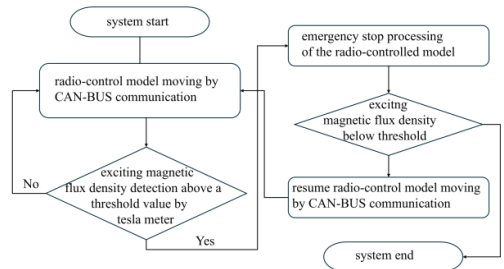 system start
radio-control model moving by
CAN-BUS communication
exciting magnetic
flux density detection above a
threshold value by
tesla meter
No
Yes
emergency stop processing
of the radio-controlled model
excitng
magnetic flux density
below threshold
resume radio-control model moving
by CAN-BUS communication
system end